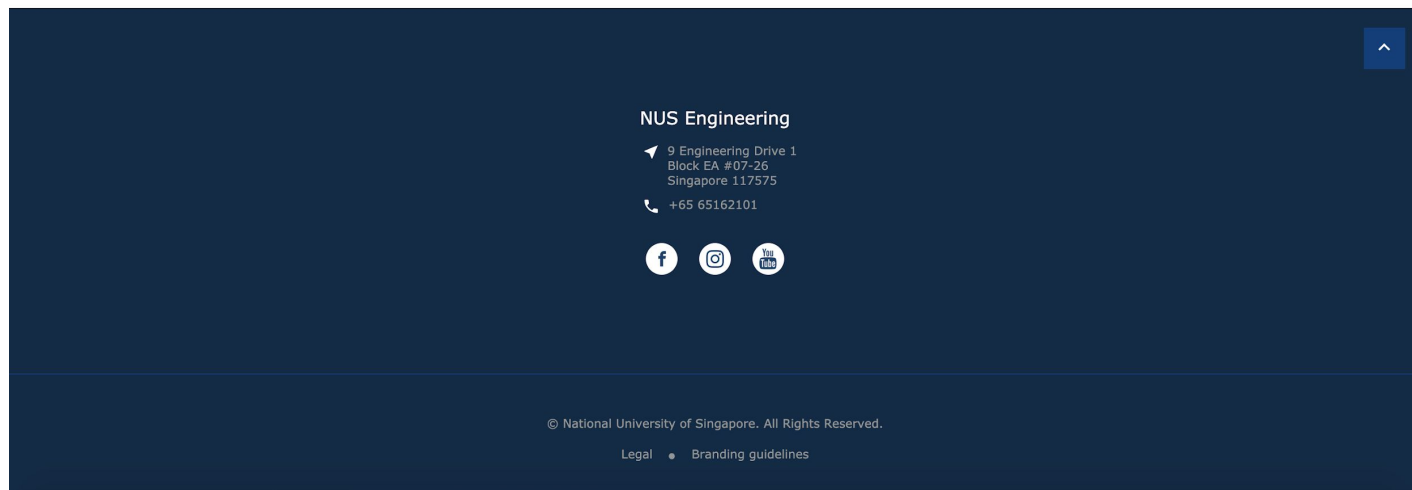 NUS Engineering
9 Engineering Drive 1
Block EA #07-26
Singapore 117575
+65 65162101
f
You
Tube
© National University of Singapore. All Rights Reserved.
Legal ● Branding guidelines